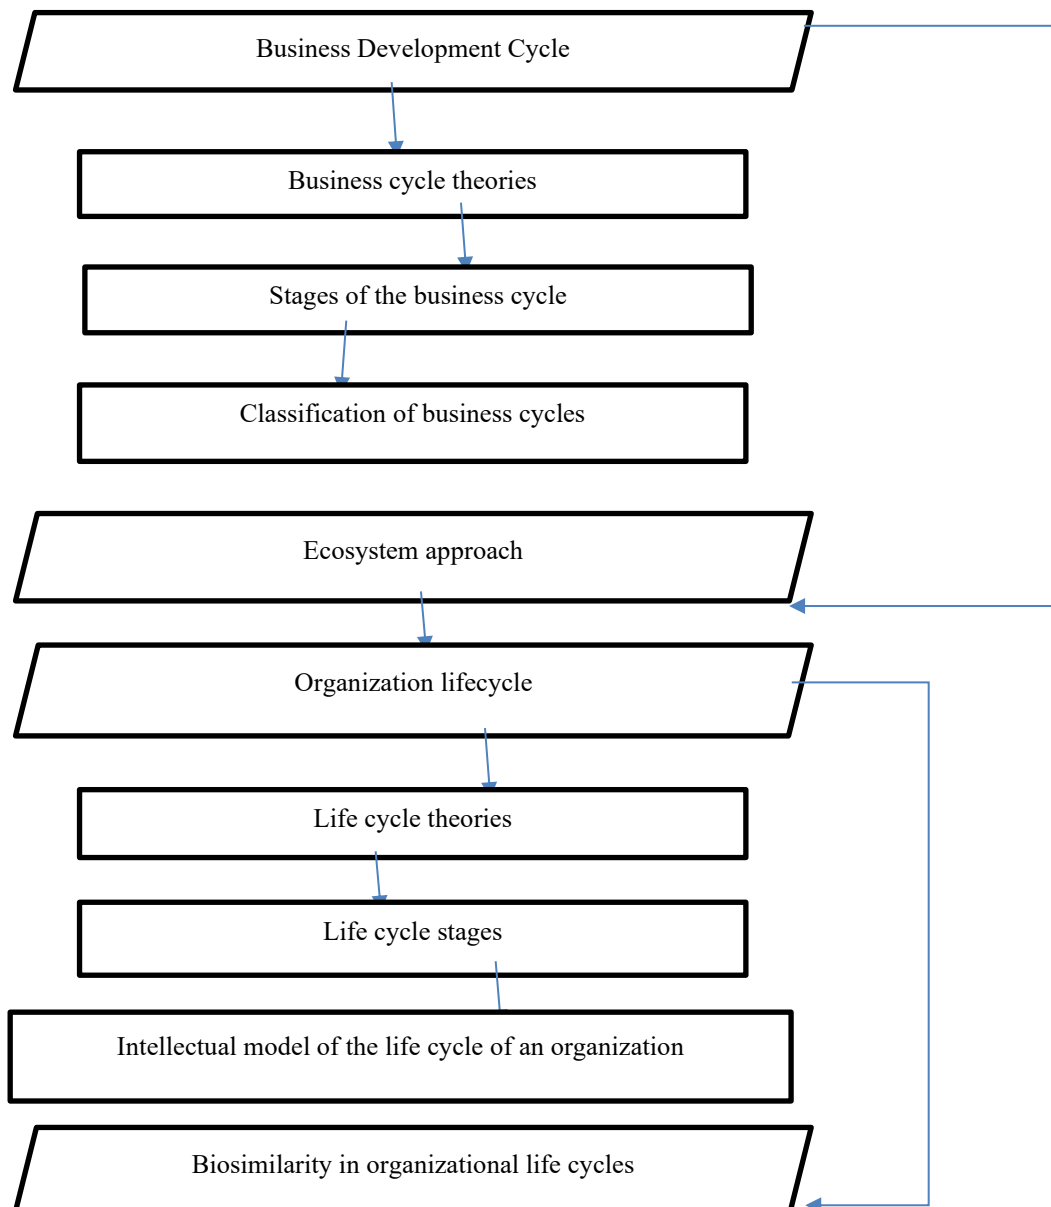 Business Development Cycle
Business cycle theories
Stages of the business cycle
Classification of business cycles
Ecosystem approach
Organization lifecycle
Life cycle theories
Life cycle stages
Intellectual model of the life cycle of an organization
Biosimilarity in organizational life cycles